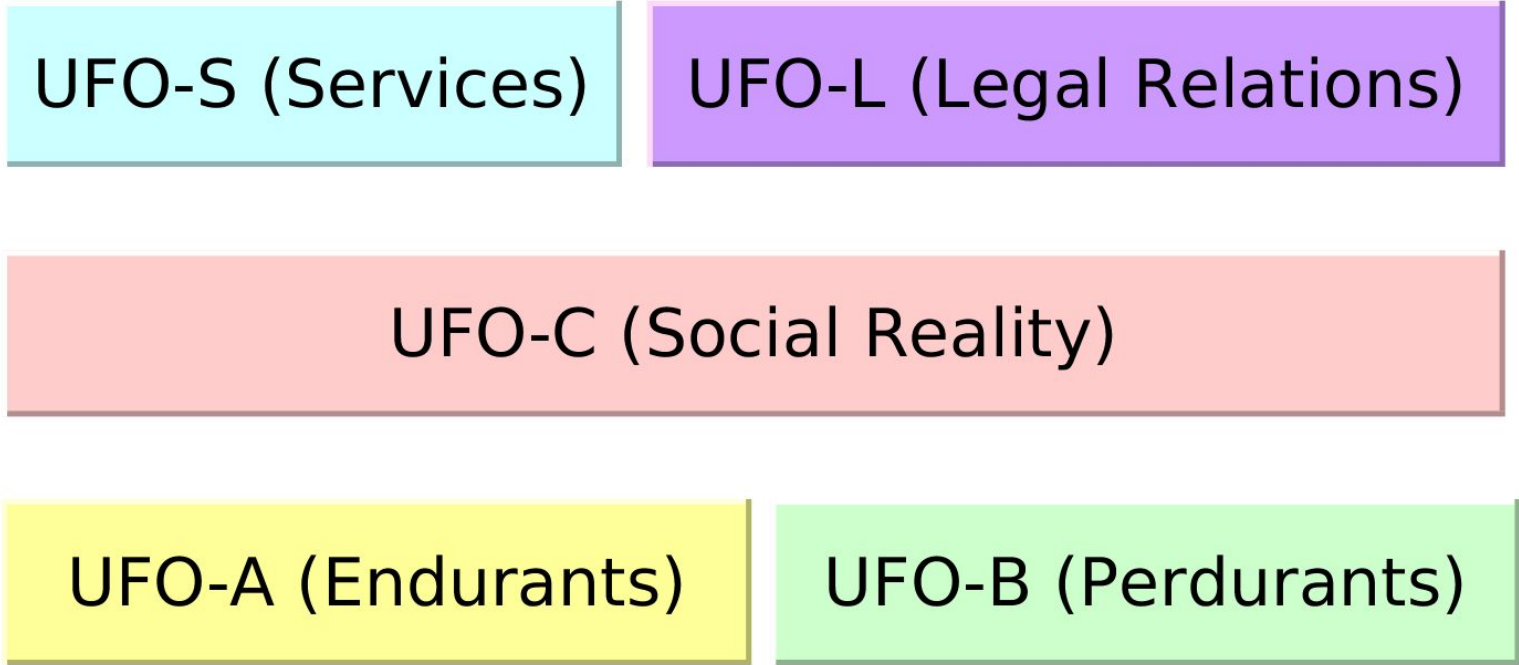 UFO-S (Services)
UFO-L (Legal Relations)
UFO-C (Social Reality)
UFO-A (Endurants)
UFO-B (Perdurants)